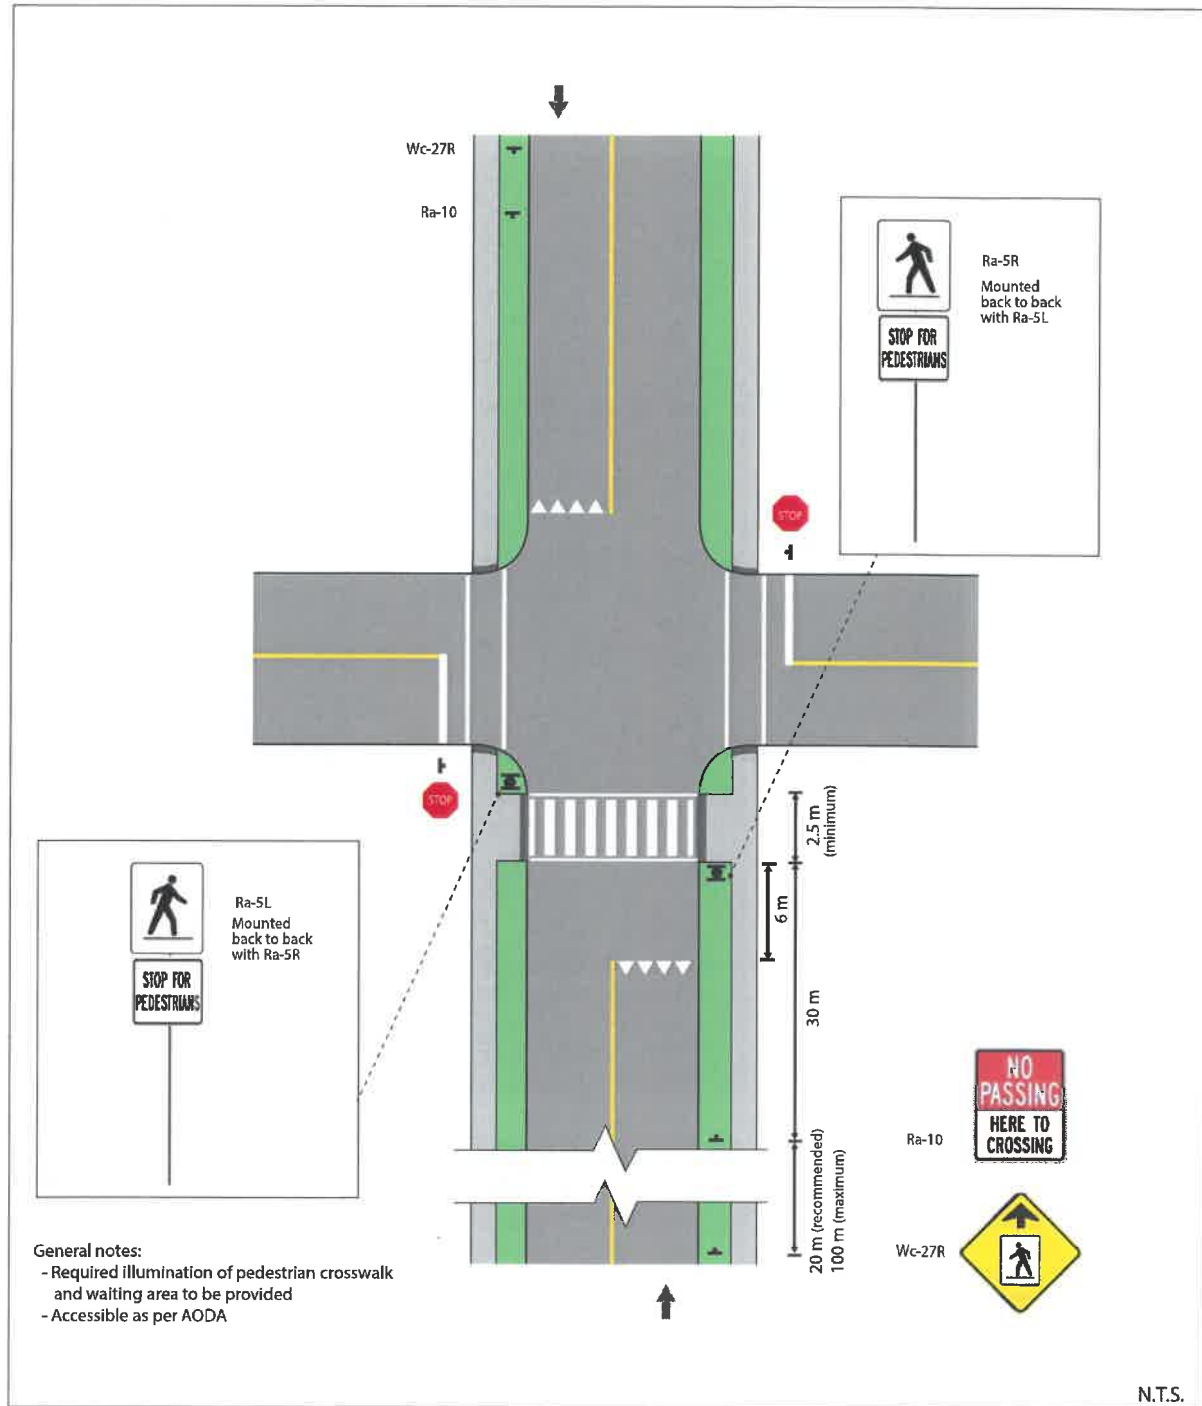 Wc-27R
Ra-10
Ra-5R
Mounted
back to back
with Ra-5L
STOP FOR
PEDESTRIANS
STOP
STOP
2.5 m
(minimum)
6 m
30 m
20 m (recommended)
100 m (maximum)
Ra-5L
Mounted
back to back
with Ra-5R
STOP FOR
PEDESTRIANS
NO
PASSING
HERE TO
CROSSING
Ra-10
Wc-27R
General notes:
- Required illumination of pedestrian crosswalk
and waiting area to be provided
- Accessible as per AODA
N.T.S.